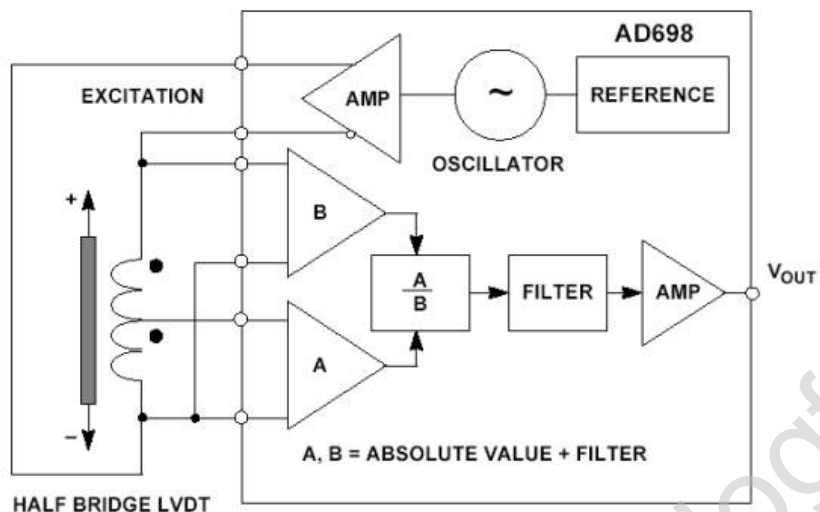 AD698
EXCITATION
AMP
~
REFERENCE
OSCILLATOR
+
B
A
B
FILTER
AMP
VOUT
A
–
A, B = ABSOLUTE VALUE + FILTER
HALF BRIDGE LVDT